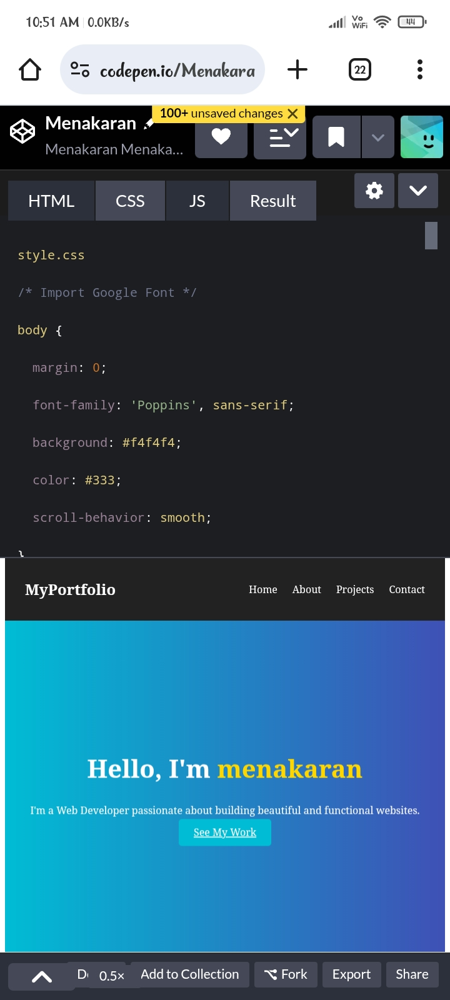 10:51 AM 0.0KB/s Vo WiFi 44
codepen.io/Menakara 22
100+ unsaved changes
Menakaran
Menakaran Menaka...
HTML CSS JS Result
style.css
/* Import Google Font */
body {
margin: 0;
font-family: 'Poppins', sans-serif;
background: #f4f4f4;
color: #333;
scroll-behavior: smooth;
}
MyPortfolio Home About Projects Contact
Hello, I'm menakaran
I'm a Web Developer passionate about building beautiful and functional websites.
See My Work
0.5× Add to Collection Fork Export Share